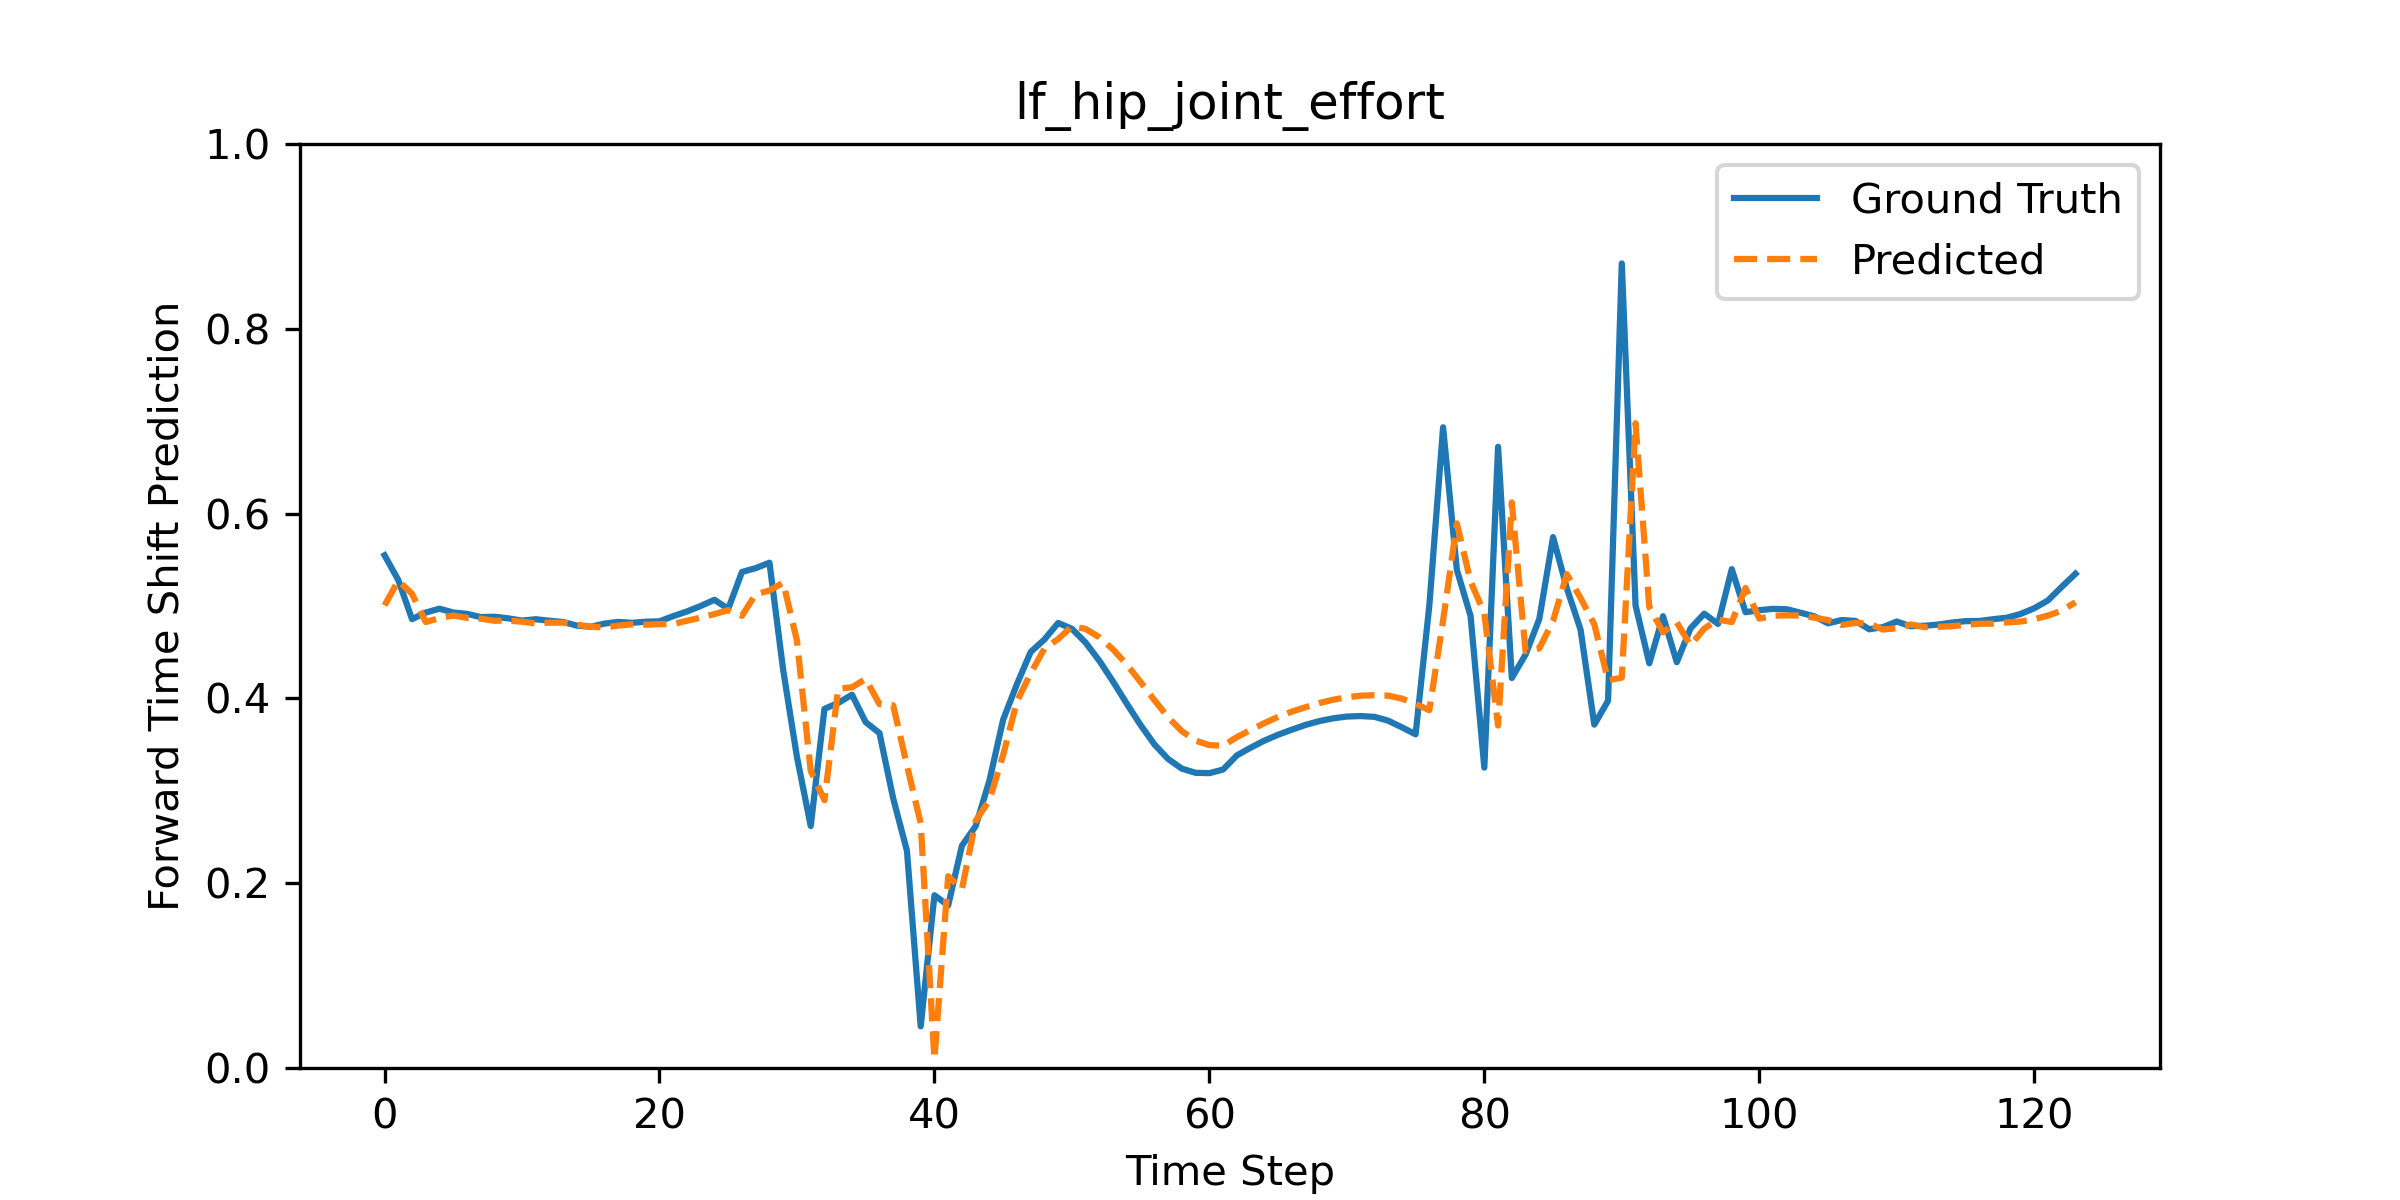 lf_hip_joint_effort
Ground Truth
Predicted
Forward Time Shift Prediction
1.0
0.8
0.6
0.4
0.2
0.0
0 20 40 60 80 100 120
Time Step